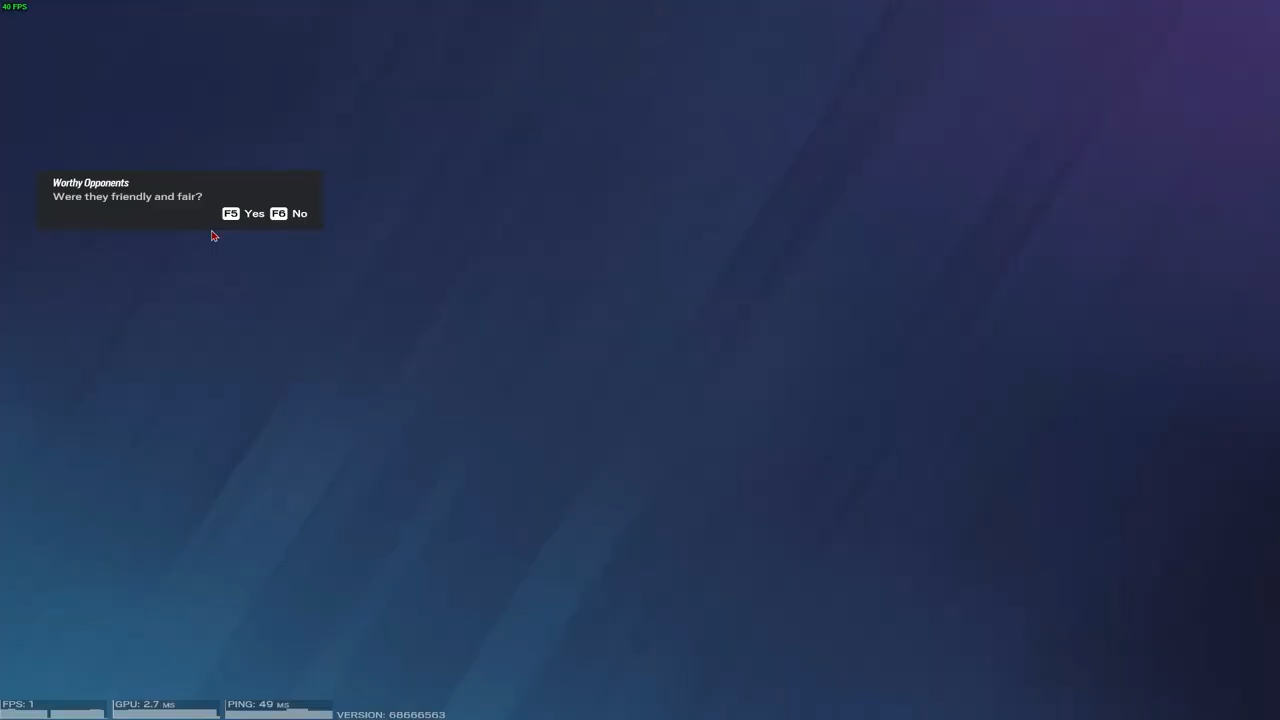 40 FPS
Worthy Opponents
Were they friendly and fair?
F5 Yes F6 No
FPS: 1 GPU: 2.7 MS PING: 49 MS VERSION: 68666563